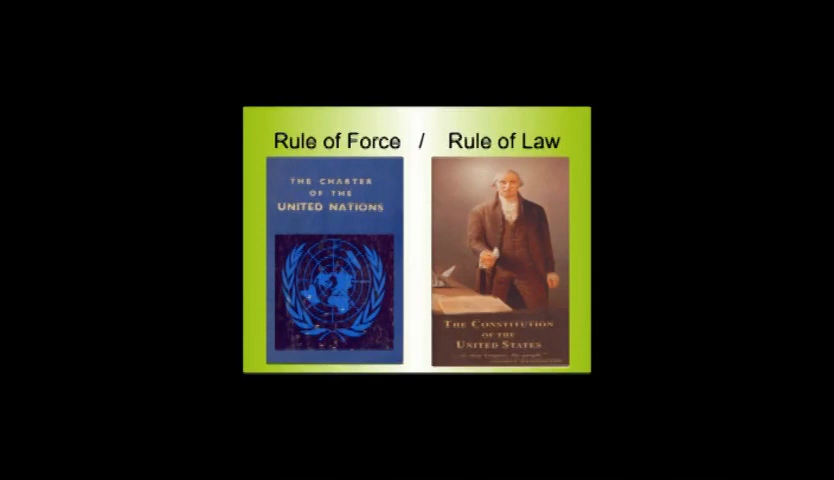 Rule of Force / Rule of Law
THE CHARTER
OF THE
UNITED NATIONS
THE CONSTITUTION
OF THE
UNITED STATES